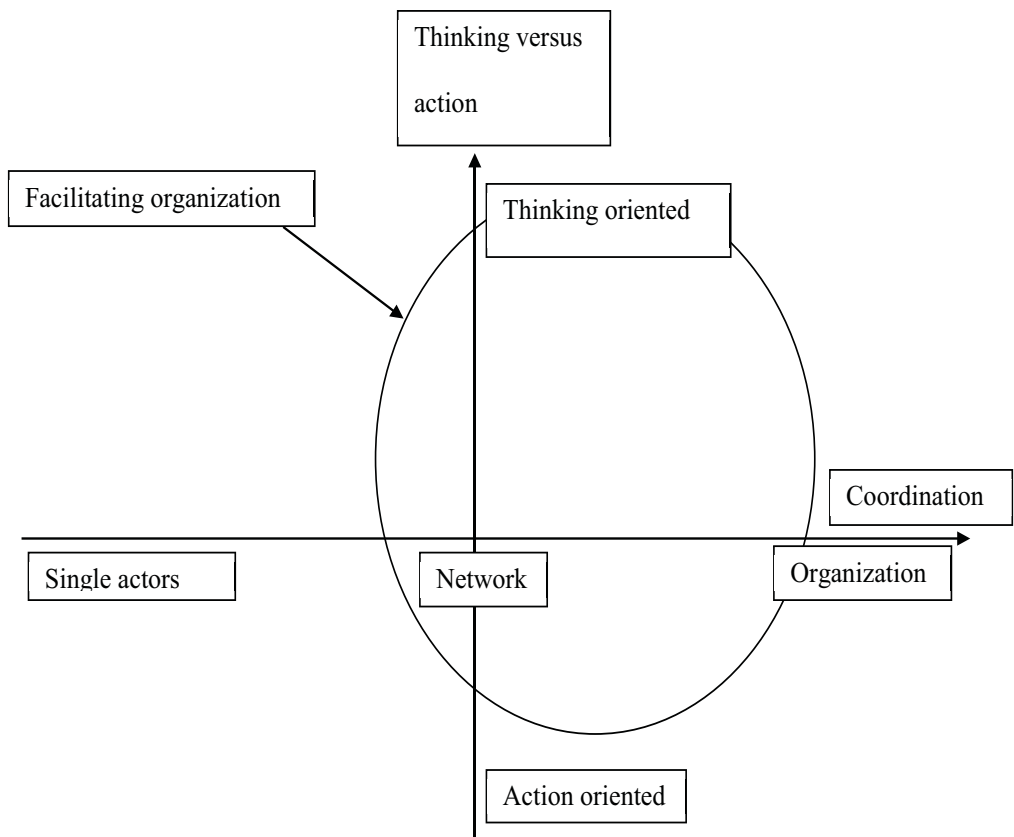 Thinking versus
action
Facilitating organization
Thinking oriented
Coordination
Single actors
Network
Organization
Action oriented